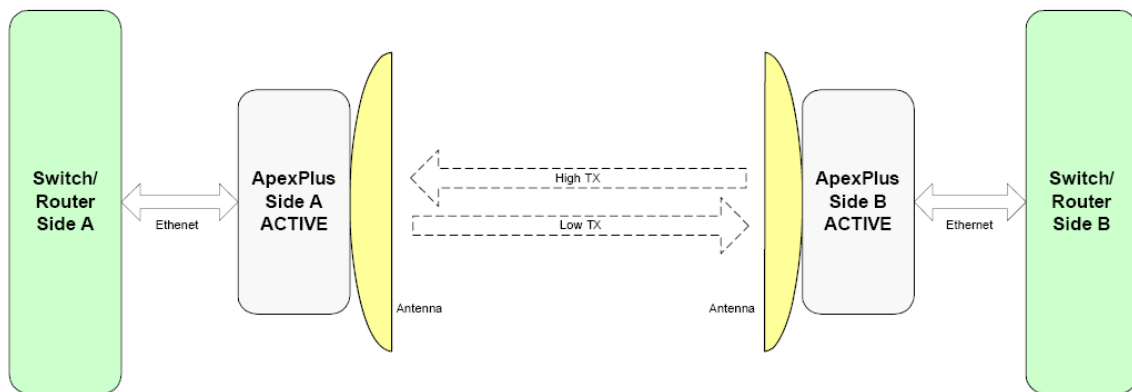 Switch/
Router
Side A
Ethenet
ApexPlus
Side A
ACTIVE
Antenna
High TX
Low TX
Antenna
ApexPlus
Side B
ACTIVE
Ethernet
Switch/
Router
Side B